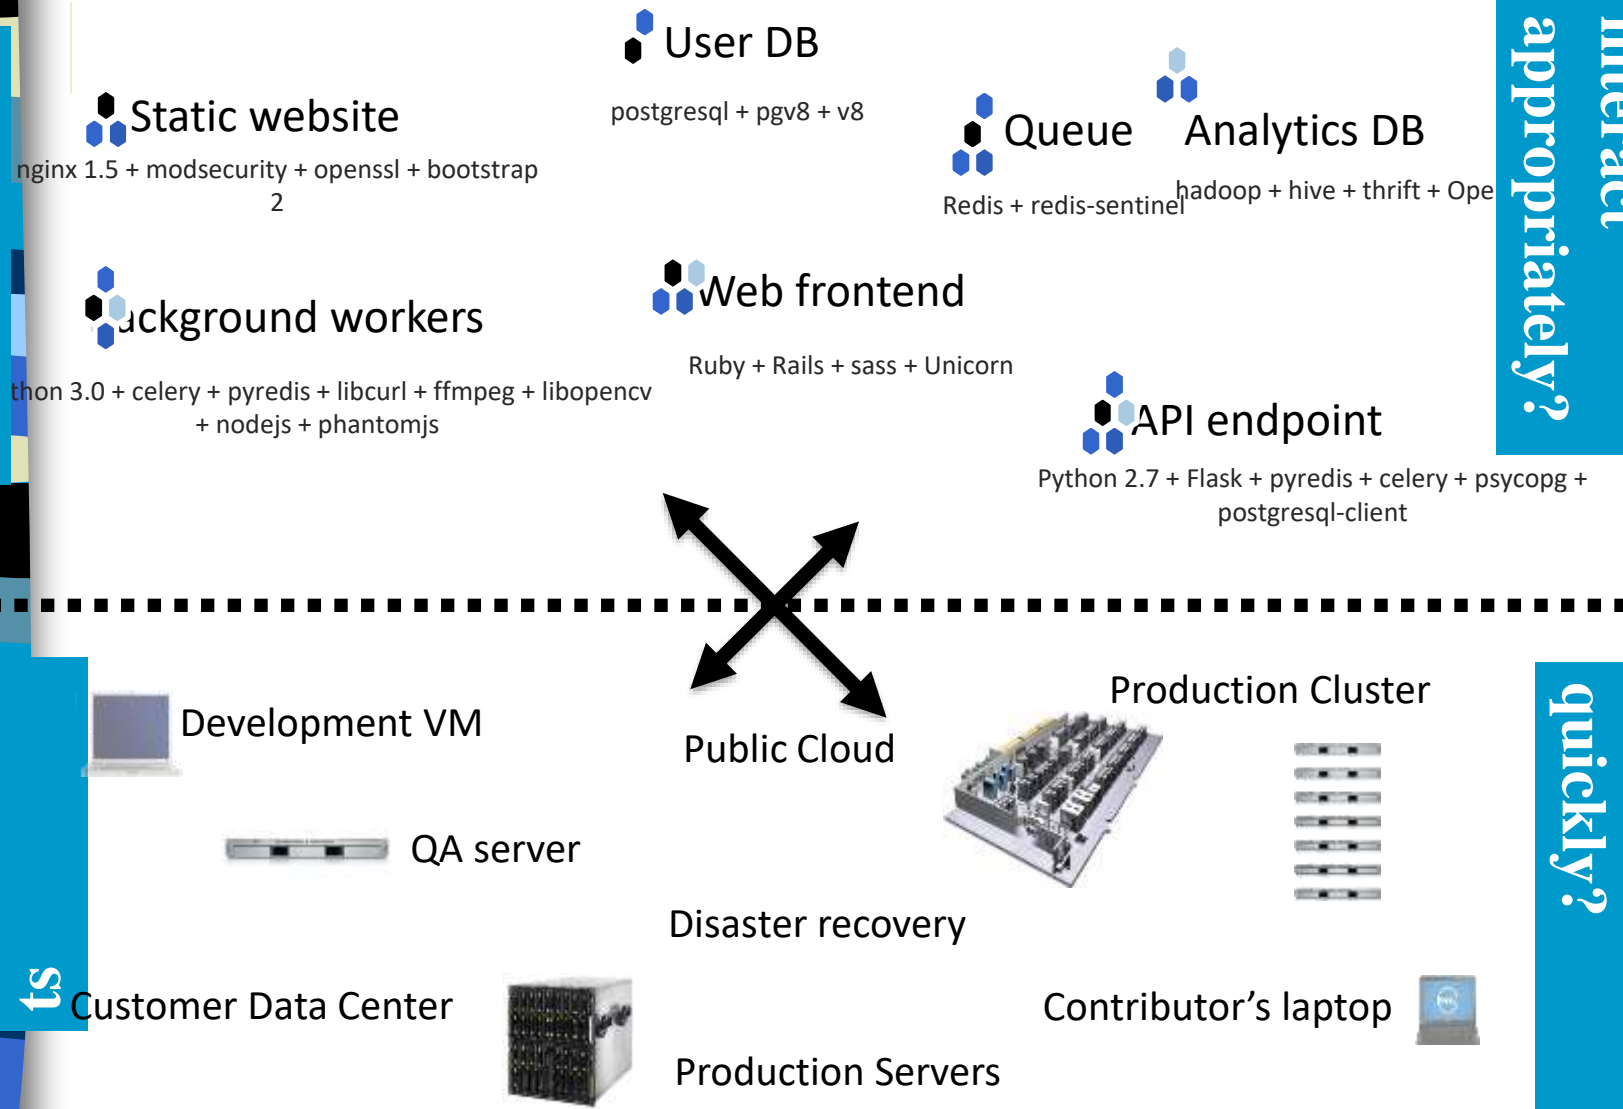 User DB
postgresql + pgv8 + v8
Static website
nginx 1.5 + modsecurity + openssl + bootstrap
2
Queue
Redis + redis-sentinel
Analytics DB
hadoop + hive + thrift + Ope
interact
appropriately?
ackground workers
thon 3.0 + celery + pyredis + libcurl + ffmpeg + libopencv
+ nodejs + phantomjs
Web frontend
Ruby + Rails + sass + Unicorn
API endpoint
Python 2.7 + Flask + pyredis + celery + psycopg +
postgresql-client
Development VM
Public Cloud
Production Cluster
quickly?
QA server
Disaster recovery
ts
Customer Data Center
Contributor’s laptop
Production Servers